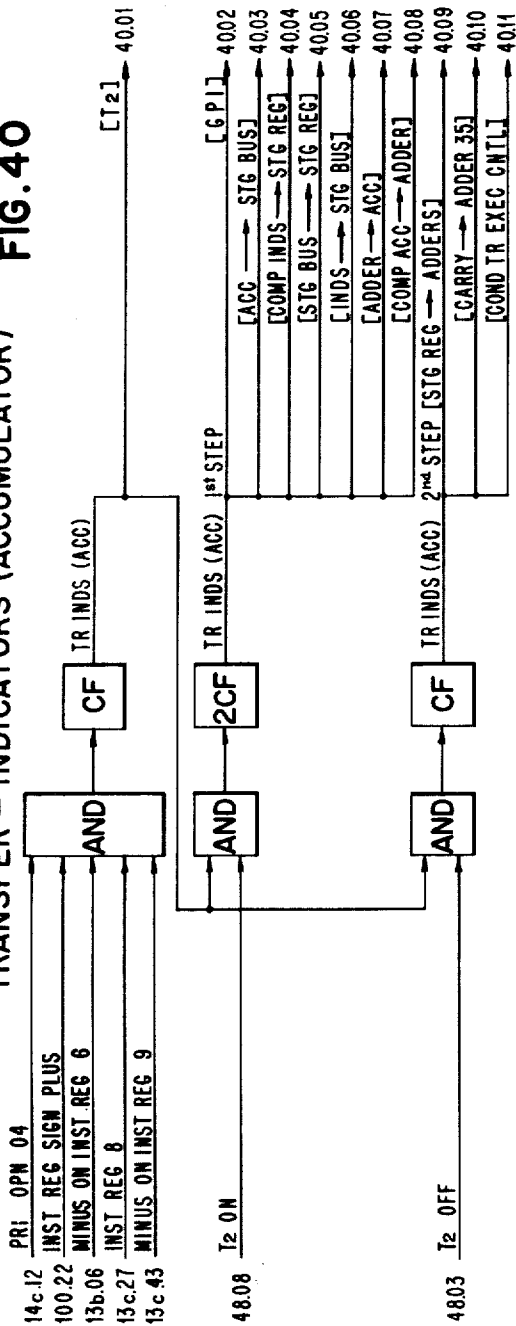 TRANSFER - INDICATORS (ACCUMULATOR)
FIG.40
PRI OPN 04
14c.12
INST REG SIGN PLUS
100.22
MINUS ON INST REG 6
13b.06
INST REG 8
13c.27
MINUS ON INST REG 9
13c.43
AND
CF
TR INDS (ACC)
[T2]
40.01
T2 ON
48.08
AND
2CF
TR INDS (ACC) 1st STEP
[GPI]
40.02
[ACC → STG BUS]
40.03
[COMP INDS → STG REG]
40.04
[STG BUS → STG REG]
40.05
[INDS → STG BUS]
40.06
[ADDER → ACC]
40.07
[COMP ACC → ADDER]
40.08
T2 OFF
48.03
AND
CF
TR INDS (ACC) 2nd STEP [STG REG → ADDERS]
40.09
[CARRY → ADDER 35]
40.10
[COND TR EXEC CNTL]
40.11